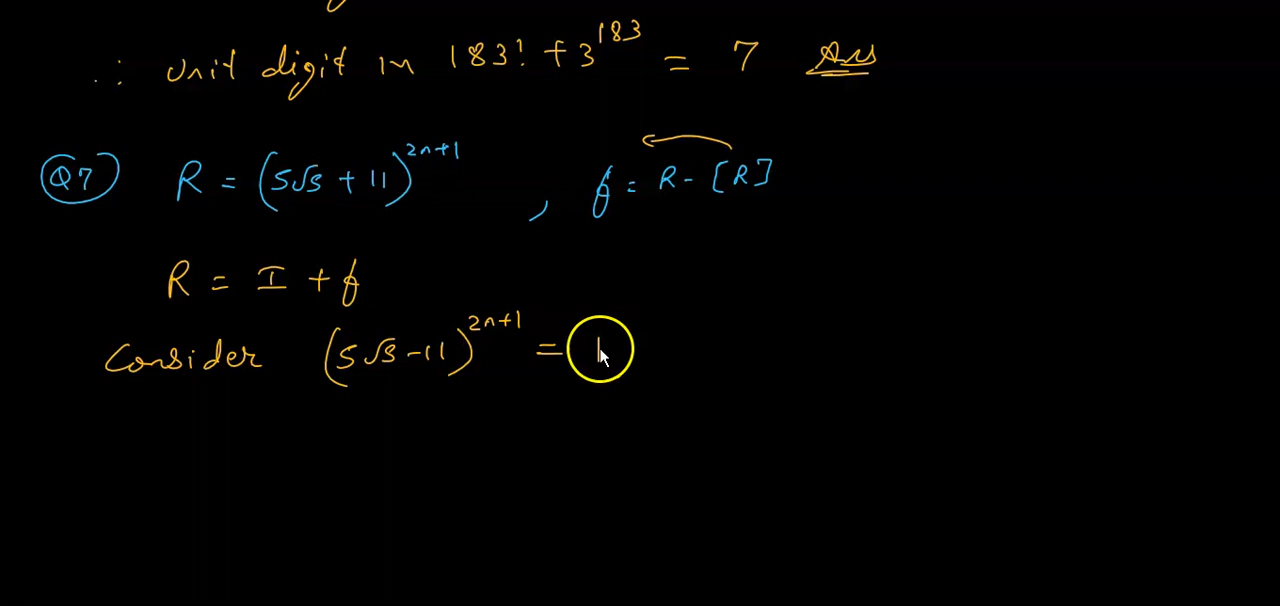 ∴ unit digit in 183! + 3^183 = 7 Ans
Q7 R = (5√5 + 11)^2n+1 , f = R - [R]
R = I + f
Consider (5√5 - 11)^2n+1 =